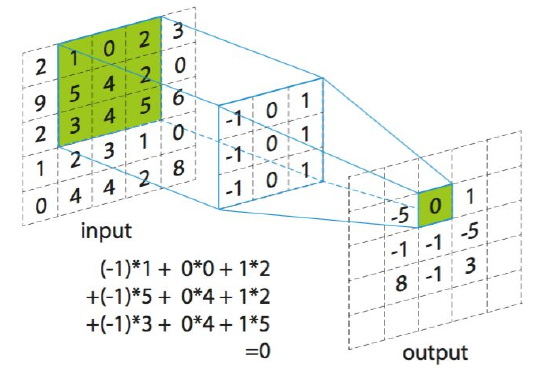 2 1 0 2 3
9 5 4 2 0
2 3 4 5 6
1 2 3 1 0
0 4 4 2 8
input
-1 0 1
-1 0 1
-1 0 1
-5 0 1
-1 -1 -5
8 -1 3
output
(-1)*1 + 0*0 + 1*2
+(-1)*5 + 0*4 + 1*2
+(-1)*3 + 0*4 + 1*5
=0